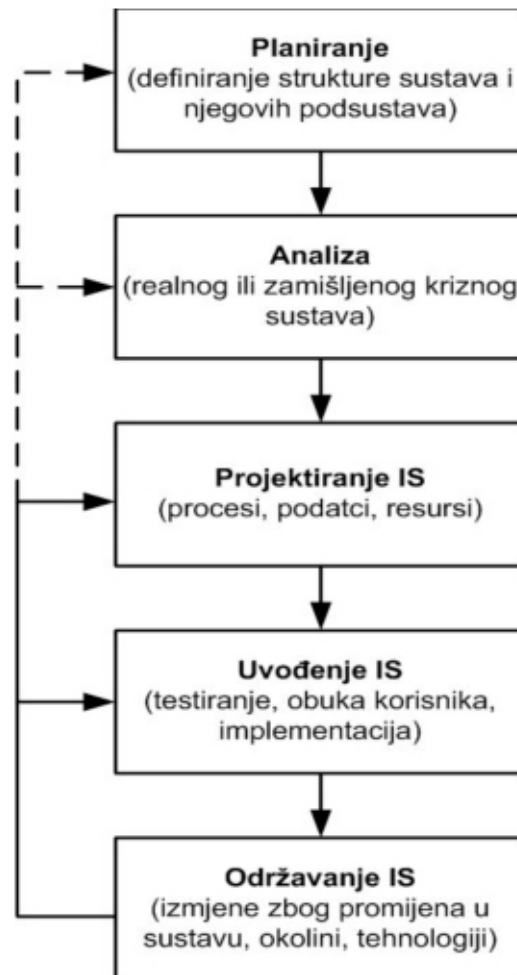 Planiranje
(definiranje strukture sustava i
njegovih podsustava)
Analiza
(realnog ili zamišljenog kriznog
sustava)
Projektiranje IS
(procesi, podatci, resursi)
Uvođenje IS
(testiranje, obuka korisnika,
implementacija)
Održavanje IS
(izmjene zbog promijena u
sustavu, okolini, tehnologiji)